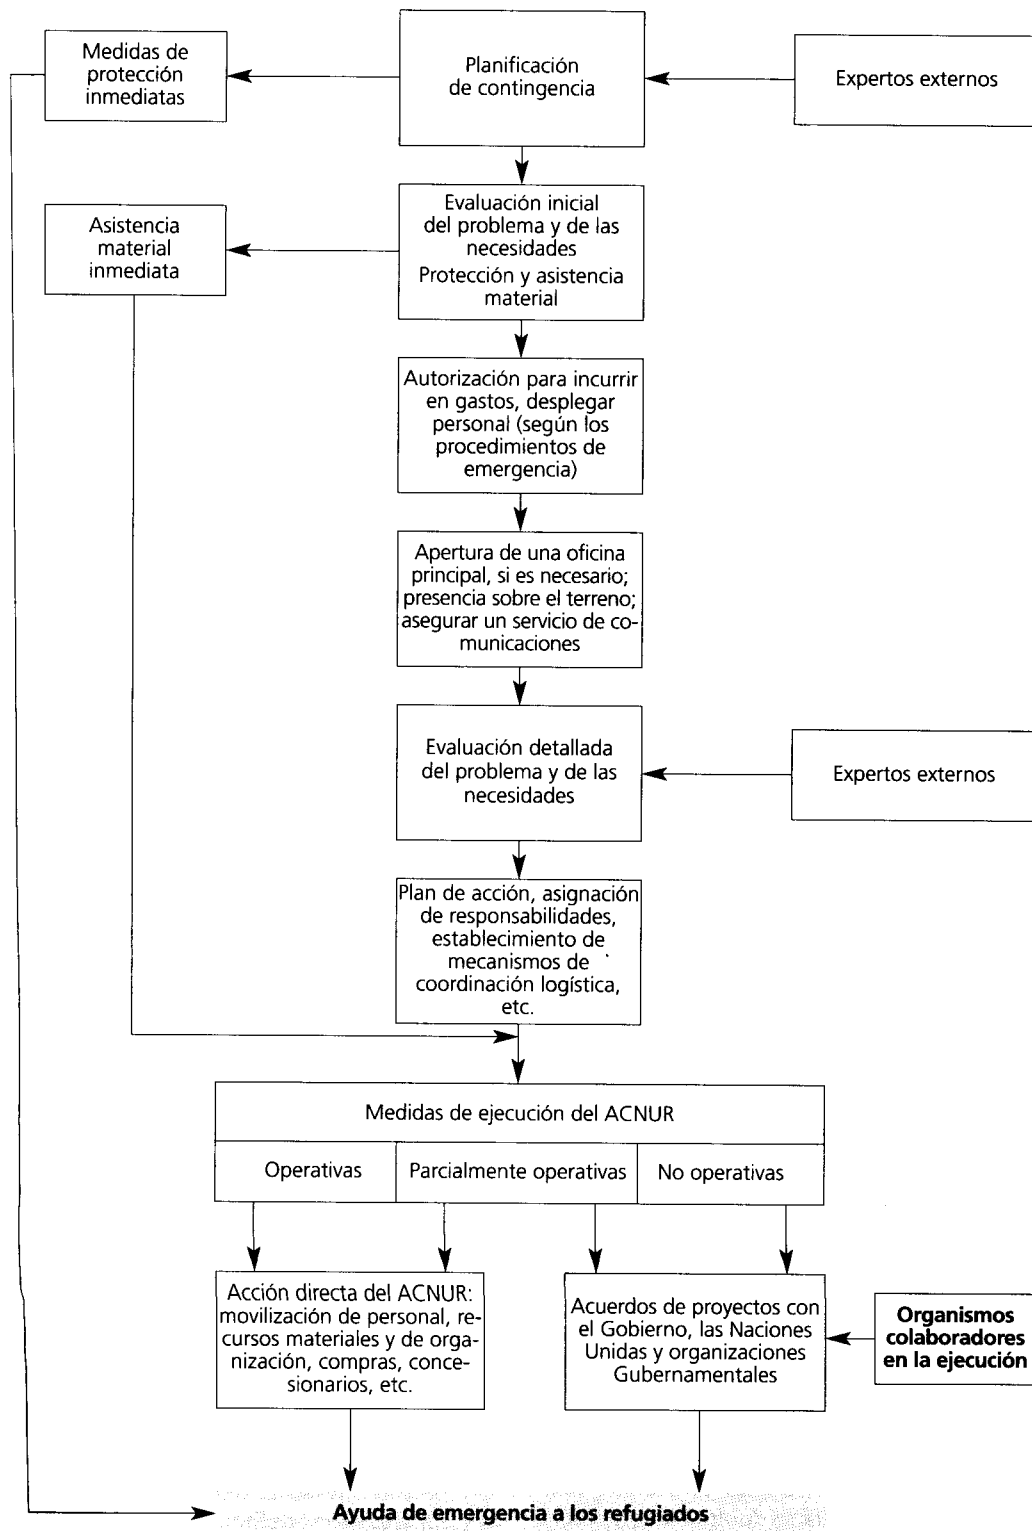 Medidas de
protección
inmediatas
Planificación
de contingencia
Expertos externos
Asistencia
material
inmediata
Evaluación inicial
del problema y de las
necesidades
Protección y asistencia
material
Autorización para incurrir
en gastos, desplegar
personal (según los
procedimientos de
emergencia)
Apertura de una oficina
principal, si es necesario;
presencia sobre el terreno;
asegurar un servicio de co-
municaciones
Evaluación detallada
del problema y de las
necesidades
Expertos externos
Plan de acción, asignación
de responsabilidades,
establecimiento de
mecanismos de
coordinación logística,
etc.
Medidas de ejecución del ACNUR
Operativas
Parcialmente operativas
No operativas
Acción directa del ACNUR:
movilización de personal, re-
cursos materiales y de orga-
nización, compras, conce-
sionarios, etc.
Acuerdos de proyectos con
el Gobierno, las Naciones
Unidas y organizaciones
Gubernamentales
Organismos
colaboradores
en la ejecución
Ayuda de emergencia a los refugiados